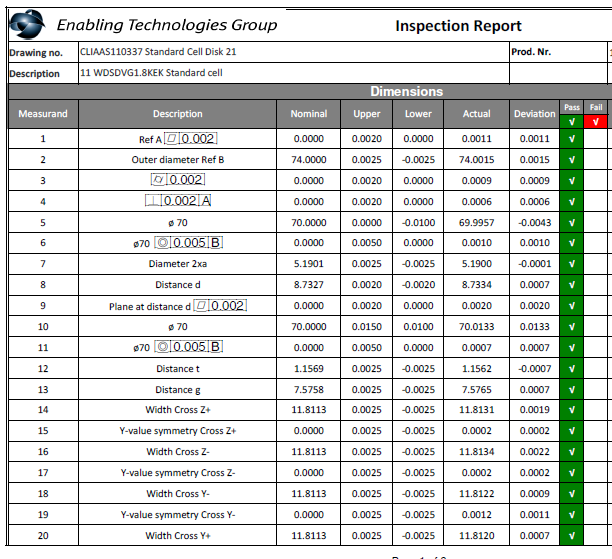 Enabling Technologies Group Inspection Report
Drawing no. CLIAAS110337 Standard Cell Disk 21 Prod. Nr.
Description 11 WDSDVG1.8KEK Standard cell
Dimensions
Measurand Description Nominal Upper Lower Actual Deviation Pass Fail
√ √
1 Ref A ⏥ 0.002 0.0000 0.0020 0.0000 0.0011 0.0011 √
2 Outer diameter Ref B 74.0000 0.0025 -0.0025 74.0015 0.0015 √
3 ⌭ 0.002 0.0000 0.0020 0.0000 0.0009 0.0009 √
4 ⊥ 0.002 A 0.0000 0.0020 0.0000 0.0006 0.0006 √
5 ø 70 70.0000 0.0000 -0.0100 69.9957 -0.0043 √
6 ø70 ◎ 0.005 B 0.0000 0.0050 0.0000 0.0010 0.0010 √
7 Diameter 2xa 5.1901 0.0025 -0.0025 5.1900 -0.0001 √
8 Distance d 8.7327 0.0020 -0.0020 8.7334 0.0007 √
9 Plane at distance d ⏥ 0.002 0.0000 0.0020 0.0000 0.0020 0.0020 √
10 ø 70 70.0000 0.0150 0.0100 70.0133 0.0133 √
11 ø70 ◎ 0.005 B 0.0000 0.0050 0.0000 0.0007 0.0007 √
12 Distance t 1.1569 0.0025 -0.0025 1.1562 -0.0007 √
13 Distance g 7.5758 0.0025 -0.0025 7.5765 0.0007 √
14 Width Cross Z+ 11.8113 0.0025 -0.0025 11.8131 0.0019 √
15 Y-value symmetry Cross Z+ 0.0000 0.0025 -0.0025 0.0002 0.0002 √
16 Width Cross Z- 11.8113 0.0025 -0.0025 11.8134 0.0022 √
17 Y-value symmetry Cross Z- 0.0000 0.0025 -0.0025 0.0002 0.0002 √
18 Width Cross Y- 11.8113 0.0025 -0.0025 11.8122 0.0009 √
19 Y-value symmetry Cross Y- 0.0000 0.0025 -0.0025 0.0012 0.0011 √
20 Width Cross Y+ 11.8113 0.0025 -0.0025 11.8120 0.0007 √